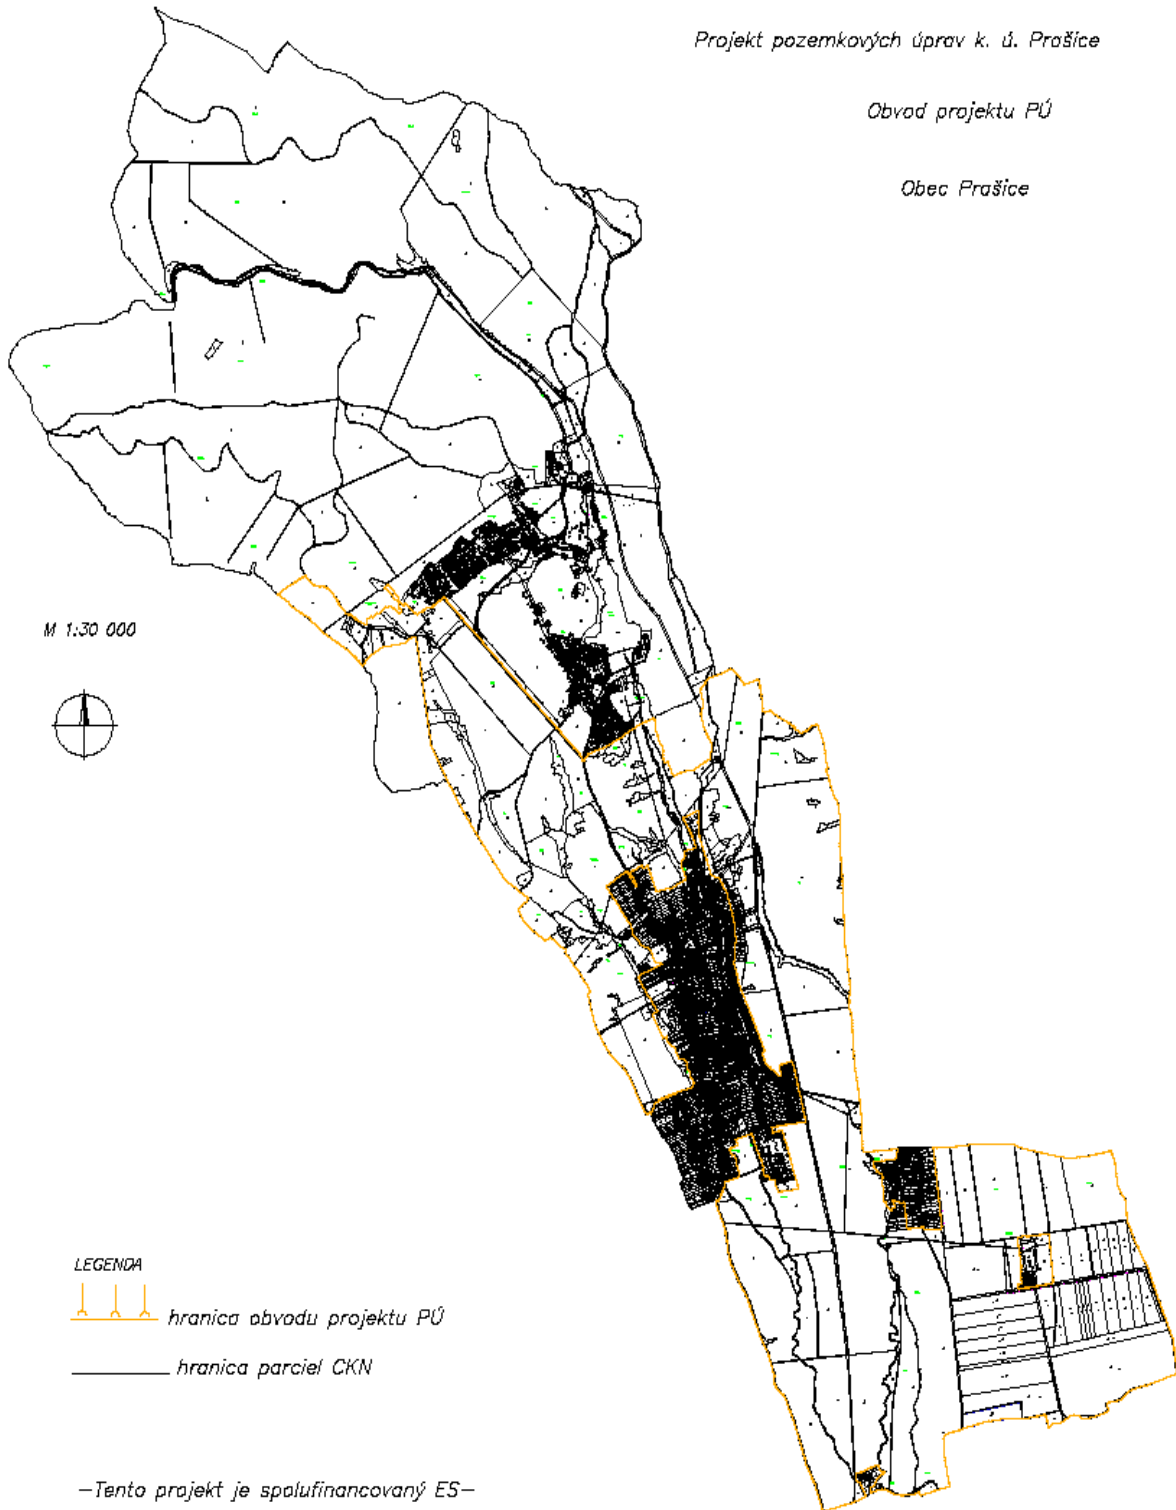 Projekt pozemkových úprav k. ú. Prašice
Obvod projektu PÚ
Obec Prašice
M 1:30 000
LEGENDA
hranica obvodu projektu PÚ
hranica parciel CKN
-Tento projekt je spolufinancovaný ES-